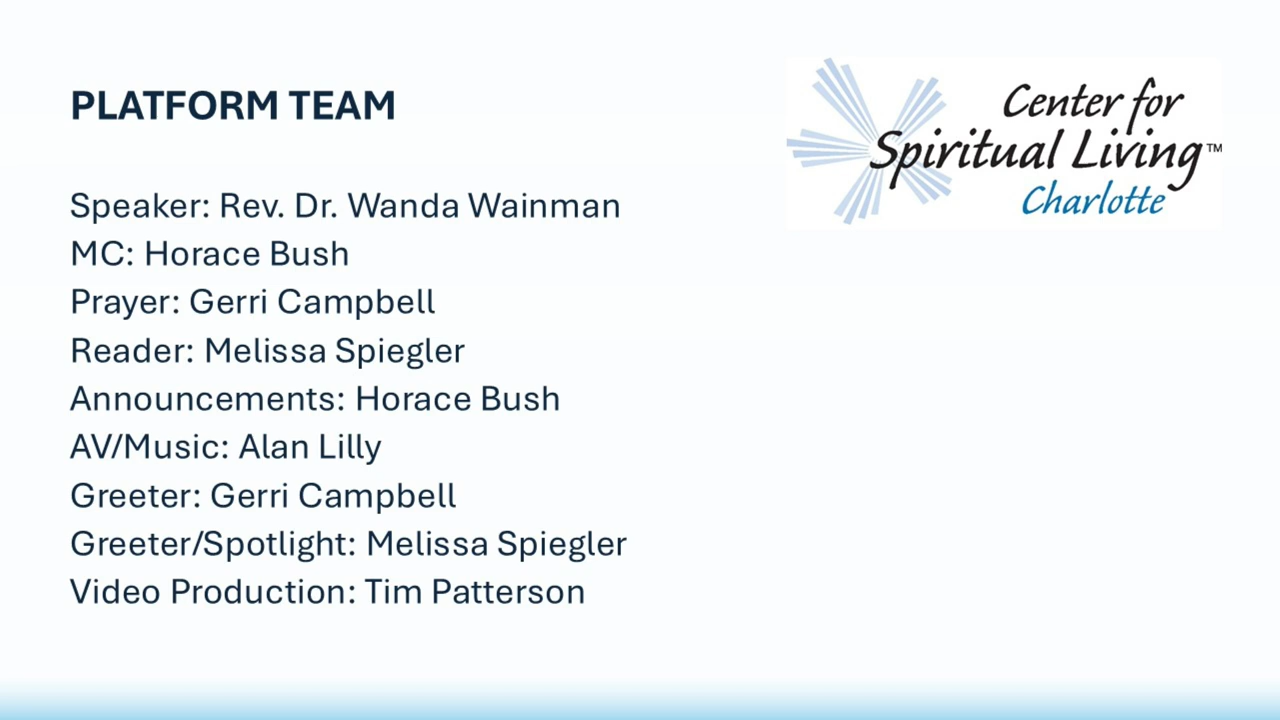 PLATFORM TEAM
Center for
Spiritual Living™
Charlotte
Speaker: Rev. Dr. Wanda Wainman
MC: Horace Bush
Prayer: Gerri Campbell
Reader: Melissa Spiegler
Announcements: Horace Bush
AV/Music: Alan Lilly
Greeter: Gerri Campbell
Greeter/Spotlight: Melissa Spiegler
Video Production: Tim Patterson